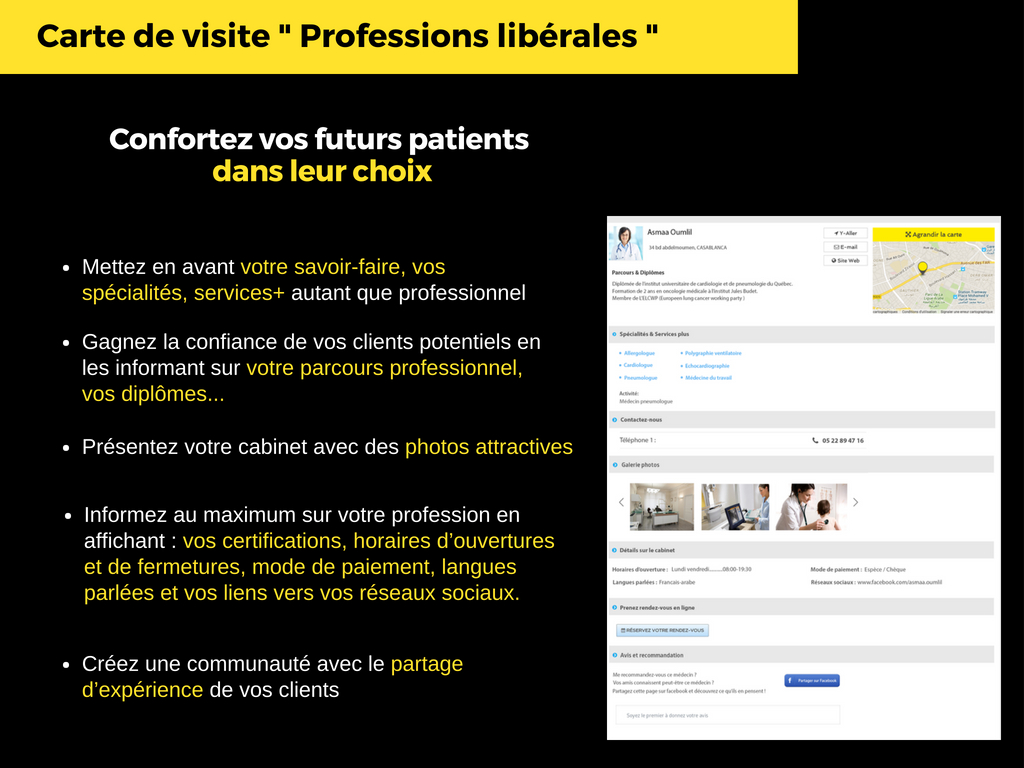 Carte de visite " Professions libérales "
Confortez vos futurs patients
dans leur choix
• Mettez en avant votre savoir-faire, vos
spécialités, services+ autant que professionnel
• Gagnez la confiance de vos clients potentiels en
les informant sur votre parcours professionnel,
vos diplômes...
• Présentez votre cabinet avec des photos attractives
• Informez au maximum sur votre profession en
affichant : vos certifications, horaires d'ouvertures
et de fermetures, mode de paiement, langues
parlées et vos liens vers vos réseaux sociaux.
• Créez une communauté avec le partage
d'expérience de vos clients
Asmaa Oumlil
34 bd abdelmoumen, CASABLANCA
Y-Aller
E-mail
Site Web
Agrandir la carte
Parcours & Diplômes
Diplômée de l'institut universitaire de cardiologie et de pneumologie du Québec.
Formation de 2 ans en oncologie médicale à l'institut Jules Bodet.
Membre de L'ELCWP (European lung cancer working party )
Spécialités & Services plus
Allergologue
Polygraphie ventilatoire
Cardiologue
Echocardiographie
Pneumologue
Médecine du travail
Activité:
Médecin pneumologue
Contactez-nous
Téléphone 1 :
05 22 89 47 16
Galerie photos
Détails sur le cabinet
Horaires d'ouverture : Lundi vendredi.........08:00-19:30
Mode de paiement : Espèce / Chèque
Langues parlées : Francais-arabe
Réseaux sociaux : www.facebook.com/asmaa.oumlil
Prenez rendez-vous en ligne
RÉSERVEZ VOTRE RENDEZ-VOUS
Avis et recommandation
Me recommandez-vous ce médecin ?
Vos amis connaissent peut-être ce médecin ?
Partagez cette page sur facebook et découvrez ce qu'ils en pensent !
Partager sur Facebook
Soyez le premier à donnez votre avis